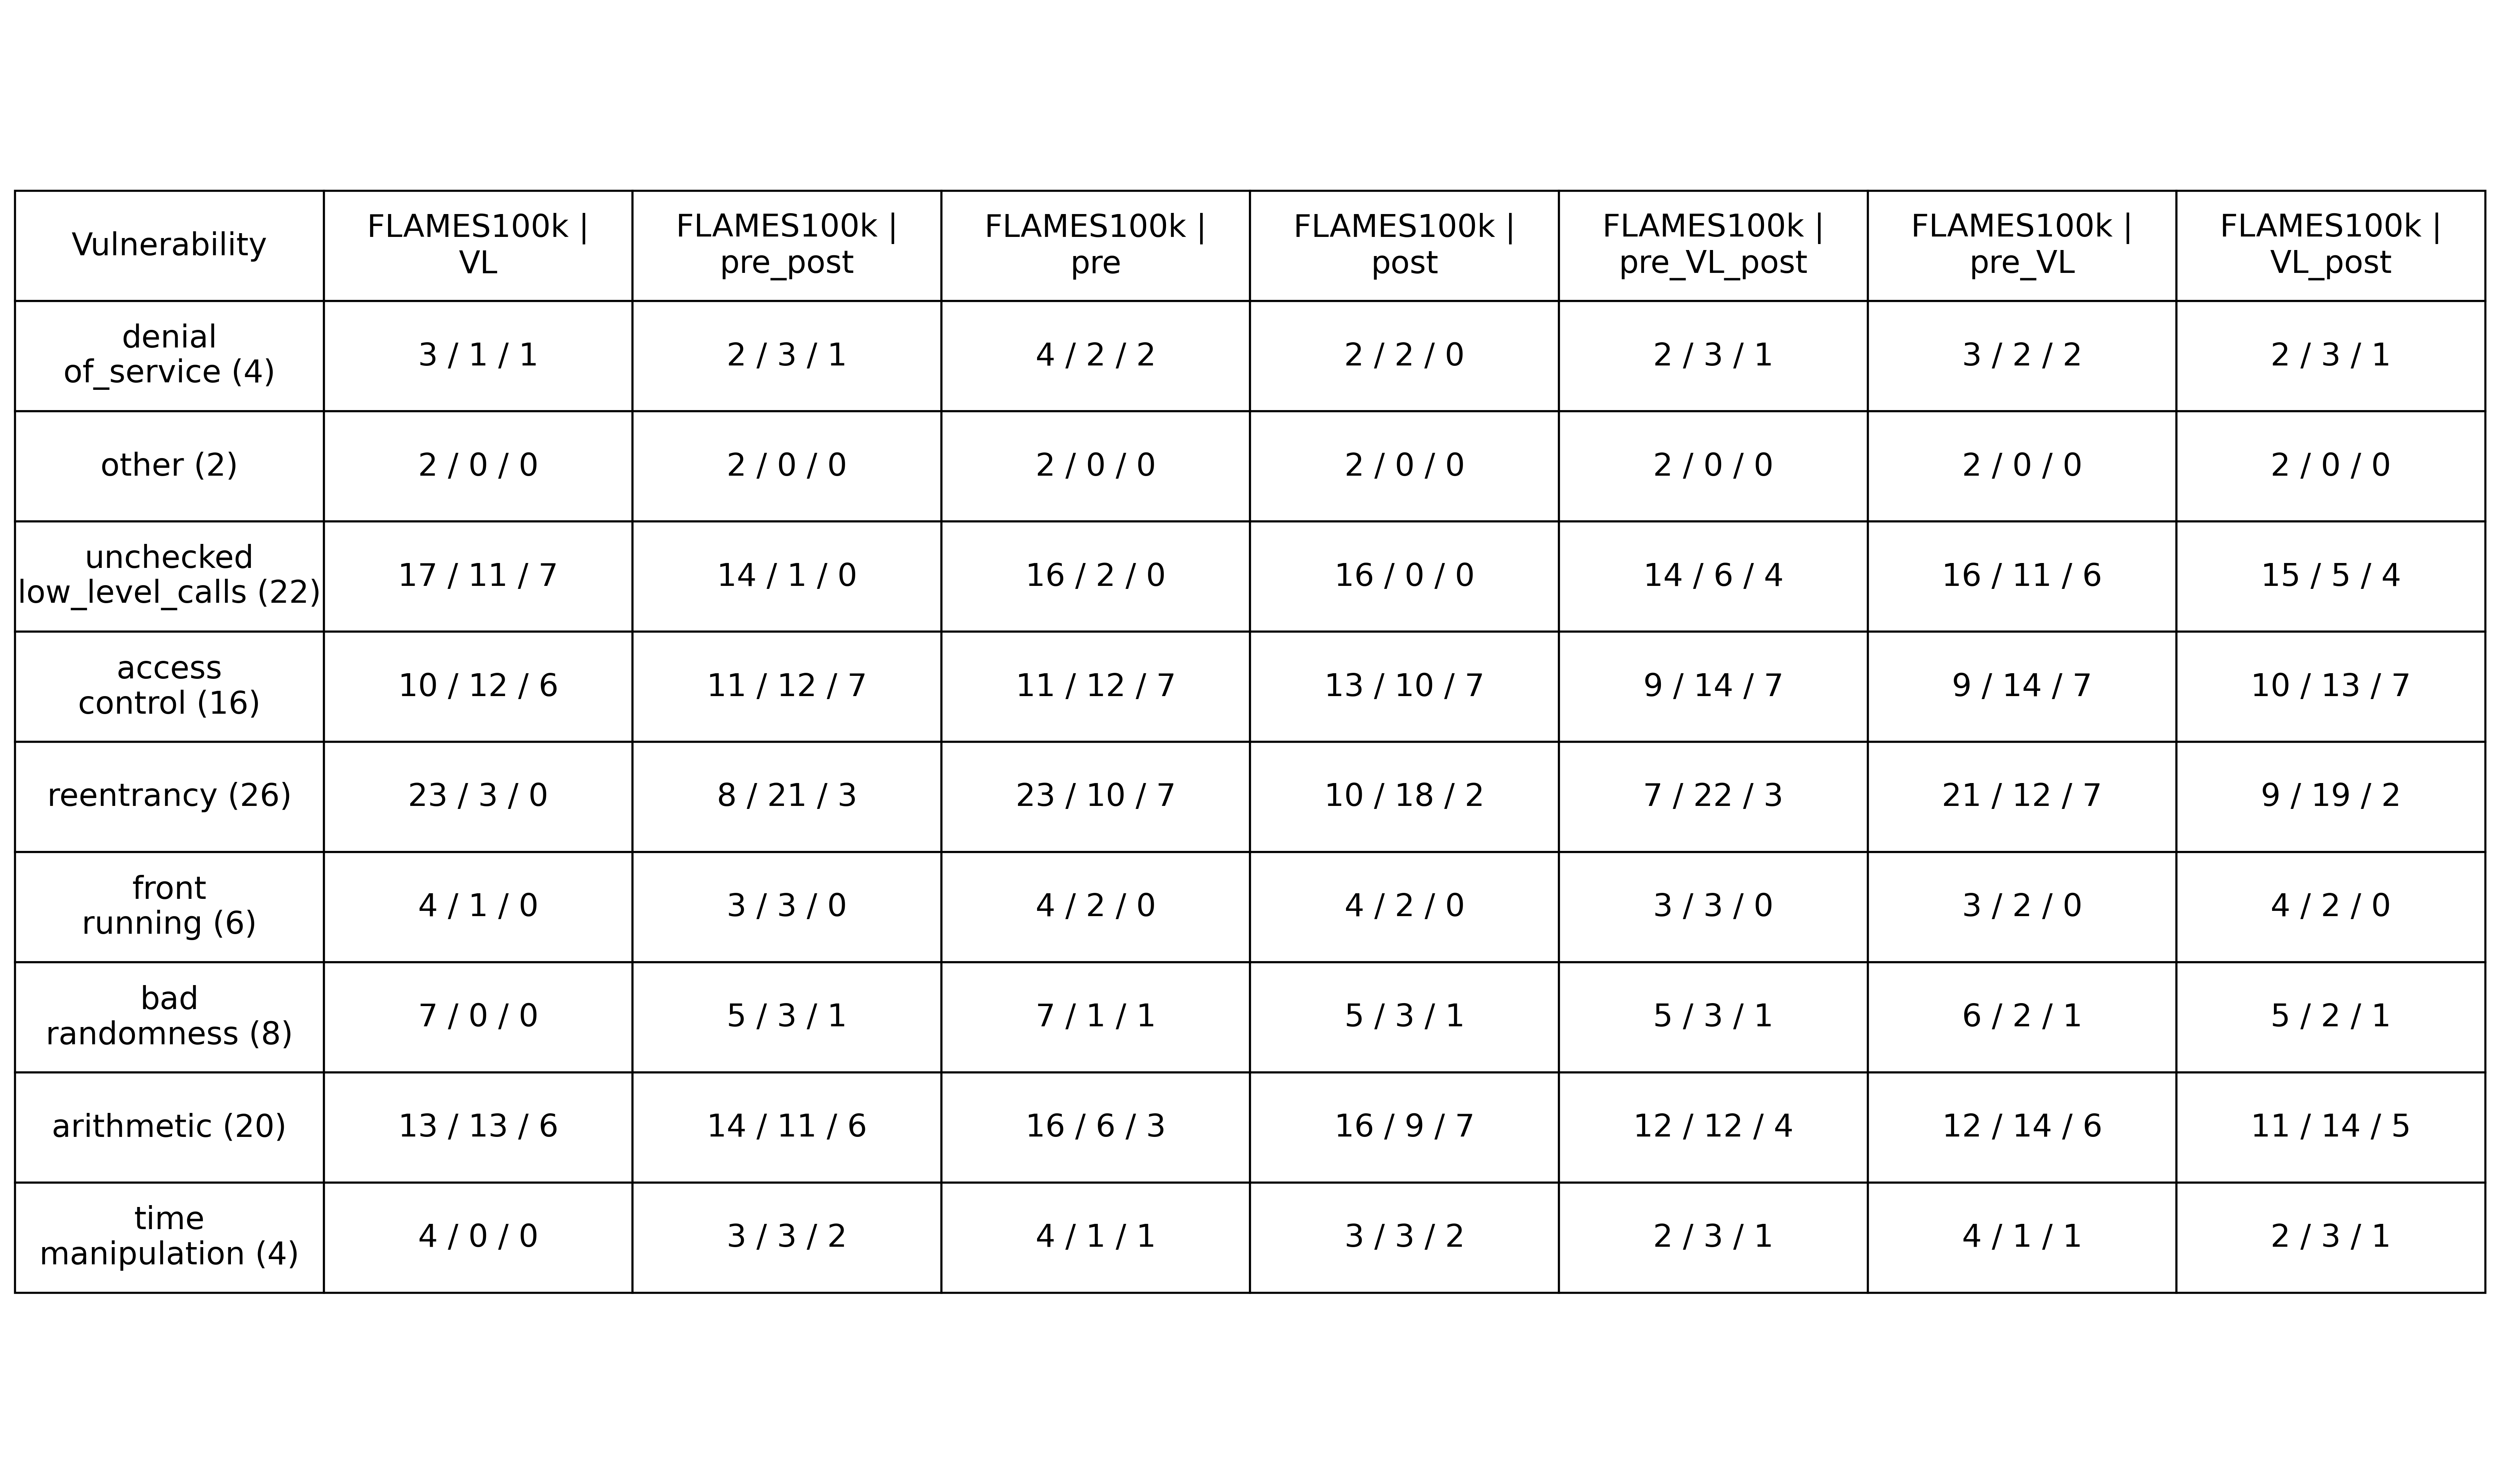 Vulnerability
FLAMES100k |
VL
FLAMES100k |
pre_post
FLAMES100k |
pre
FLAMES100k |
post
FLAMES100k |
pre_VL_post
FLAMES100k |
pre_VL
FLAMES100k |
VL_post
denial
of_service (4)
3 / 1 / 1
2 / 3 / 1
4 / 2 / 2
2 / 2 / 0
2 / 3 / 1
3 / 2 / 2
2 / 3 / 1
other (2)
2 / 0 / 0
2 / 0 / 0
2 / 0 / 0
2 / 0 / 0
2 / 0 / 0
2 / 0 / 0
2 / 0 / 0
unchecked
low_level_calls (22)
17 / 11 / 7
14 / 1 / 0
16 / 2 / 0
16 / 0 / 0
14 / 6 / 4
16 / 11 / 6
15 / 5 / 4
access
control (16)
10 / 12 / 6
11 / 12 / 7
11 / 12 / 7
13 / 10 / 7
9 / 14 / 7
9 / 14 / 7
10 / 13 / 7
reentrancy (26)
23 / 3 / 0
8 / 21 / 3
23 / 10 / 7
10 / 18 / 2
7 / 22 / 3
21 / 12 / 7
9 / 19 / 2
front
running (6)
4 / 1 / 0
3 / 3 / 0
4 / 2 / 0
4 / 2 / 0
3 / 3 / 0
3 / 2 / 0
4 / 2 / 0
bad
randomness (8)
7 / 0 / 0
5 / 3 / 1
7 / 1 / 1
5 / 3 / 1
5 / 3 / 1
6 / 2 / 1
5 / 2 / 1
arithmetic (20)
13 / 13 / 6
14 / 11 / 6
16 / 6 / 3
16 / 9 / 7
12 / 12 / 4
12 / 14 / 6
11 / 14 / 5
time
manipulation (4)
4 / 0 / 0
3 / 3 / 2
4 / 1 / 1
3 / 3 / 2
2 / 3 / 1
4 / 1 / 1
2 / 3 / 1